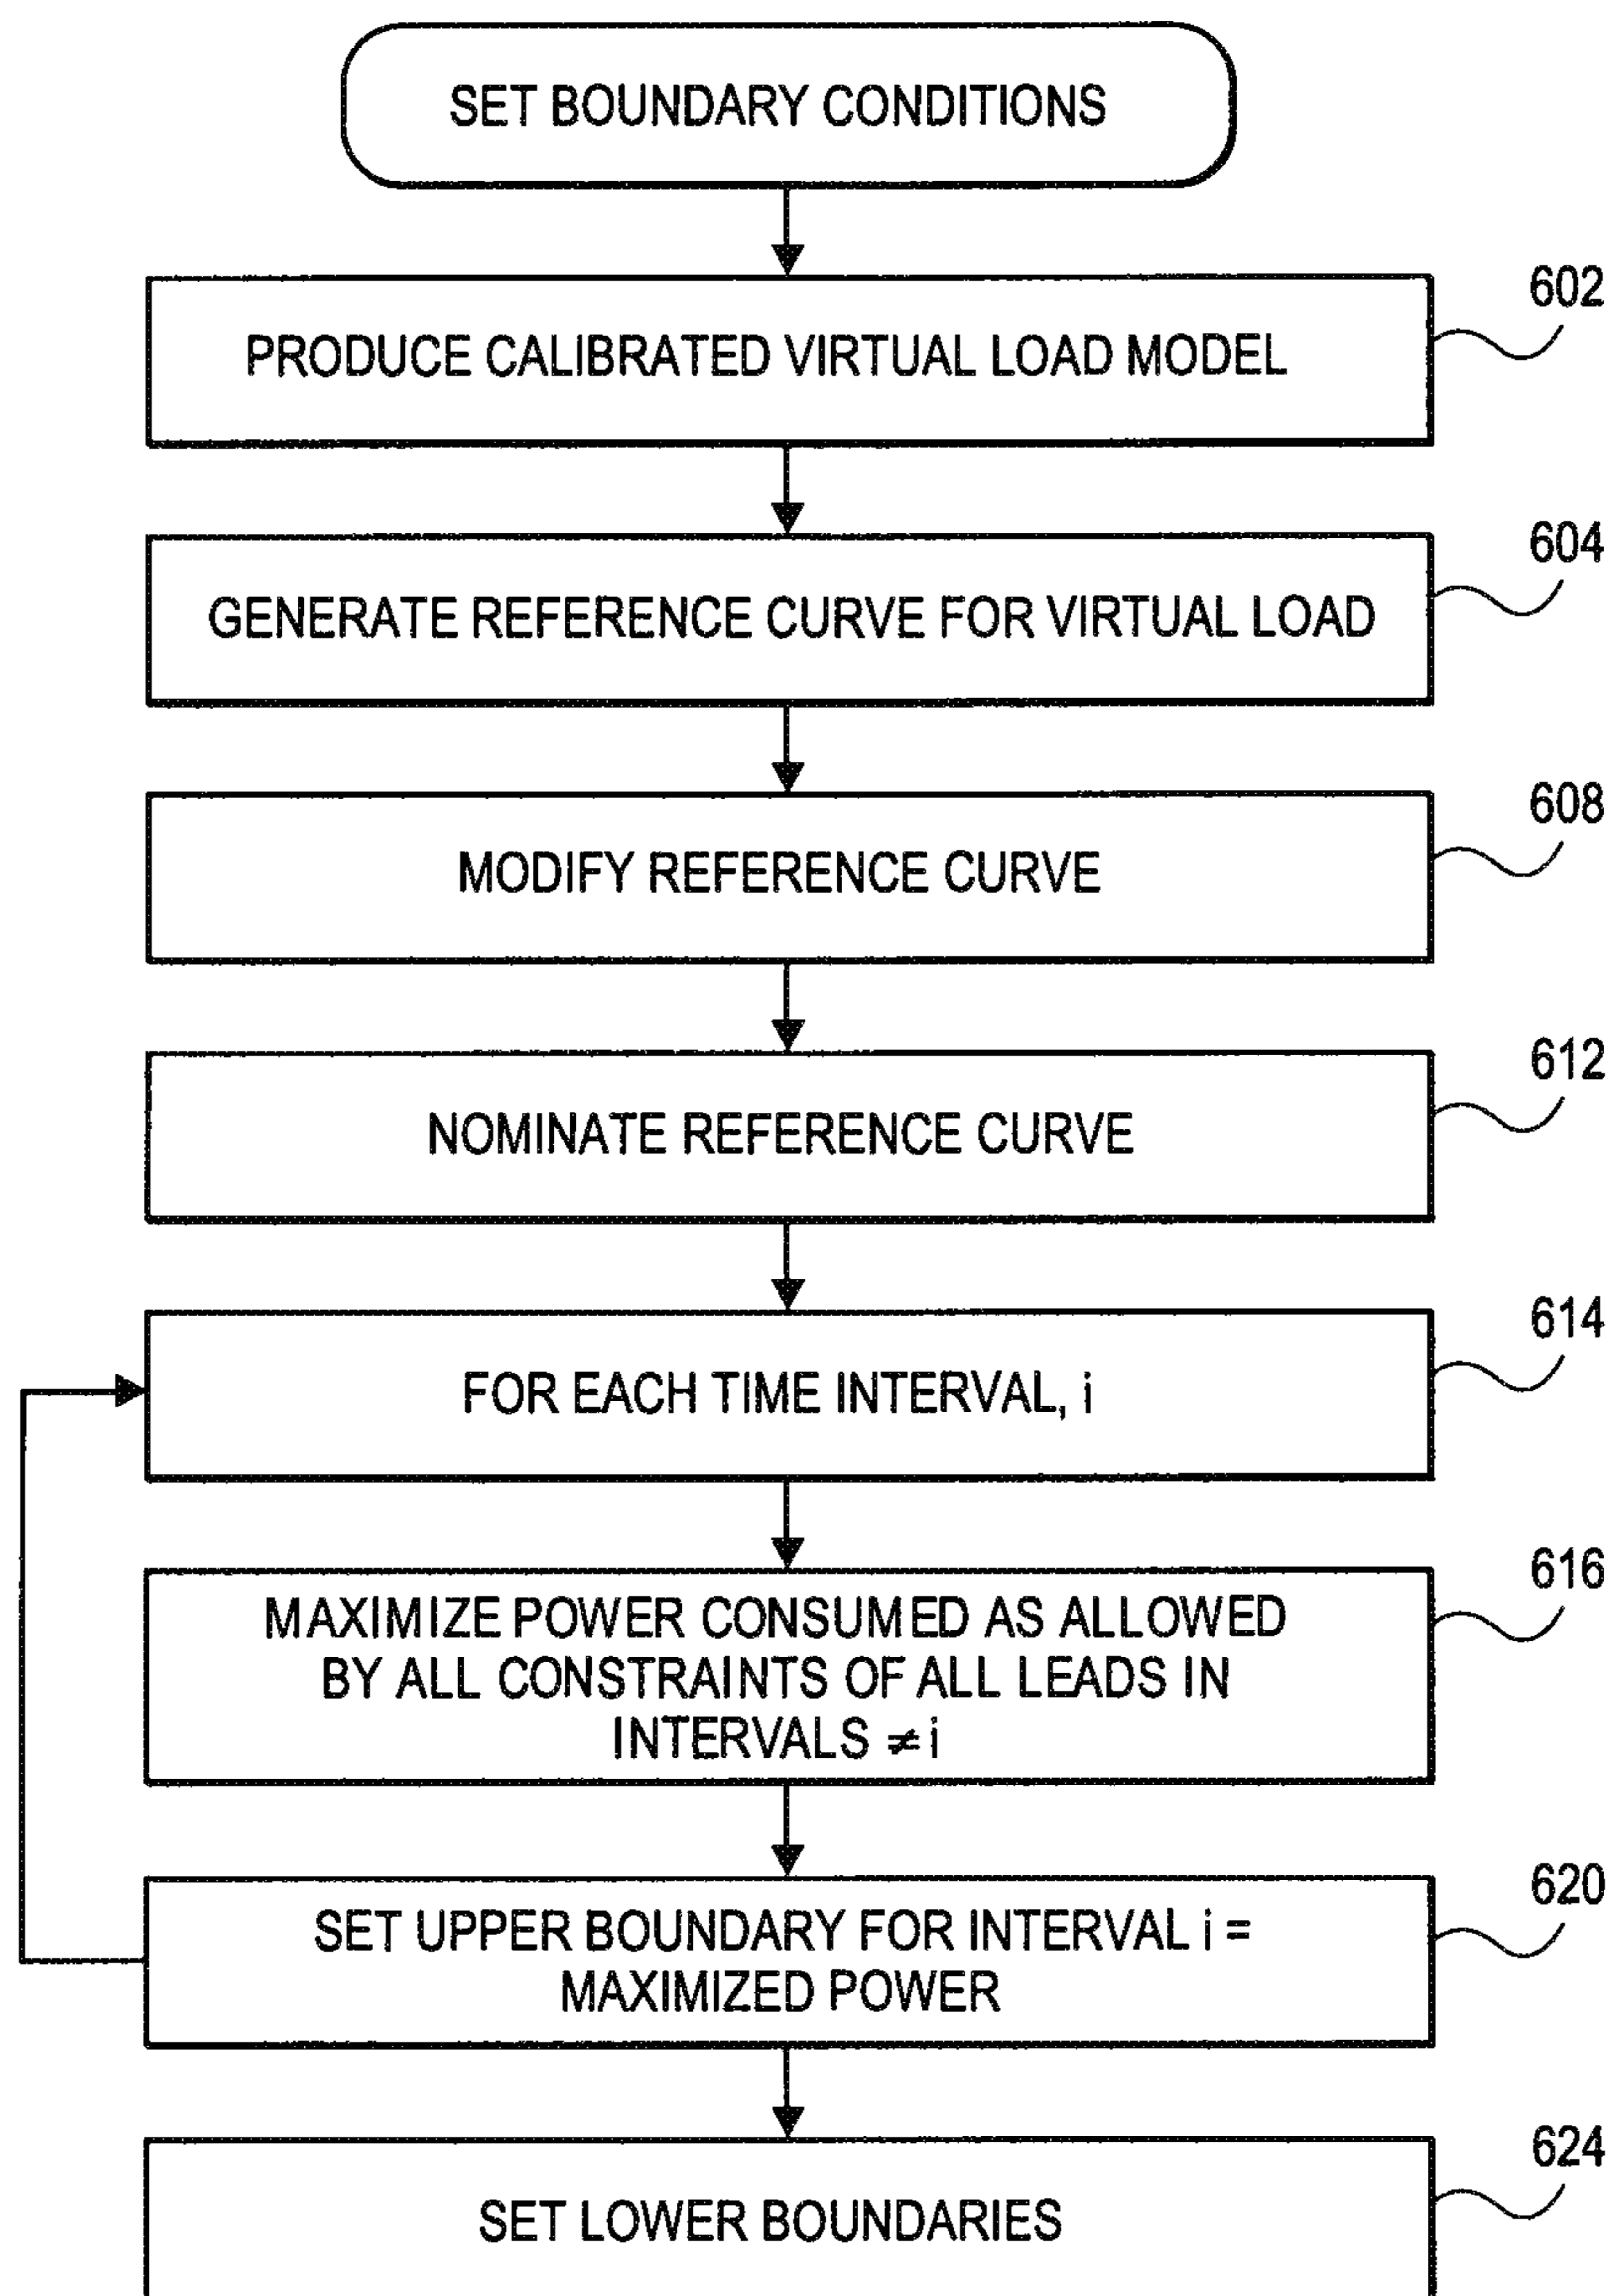 SET BOUNDARY CONDITIONS
602
PRODUCE CALIBRATED VIRTUAL LOAD MODEL
604
GENERATE REFERENCE CURVE FOR VIRTUAL LOAD
608
MODIFY REFERENCE CURVE
612
NOMINATE REFERENCE CURVE
614
FOR EACH TIME INTERVAL, i
616
MAXIMIZE POWER CONSUMED AS ALLOWED
BY ALL CONSTRAINTS OF ALL LEADS IN
INTERVALS ≠ i
620
SET UPPER BOUNDARY FOR INTERVAL i =
MAXIMIZED POWER
624
SET LOWER BOUNDARIES